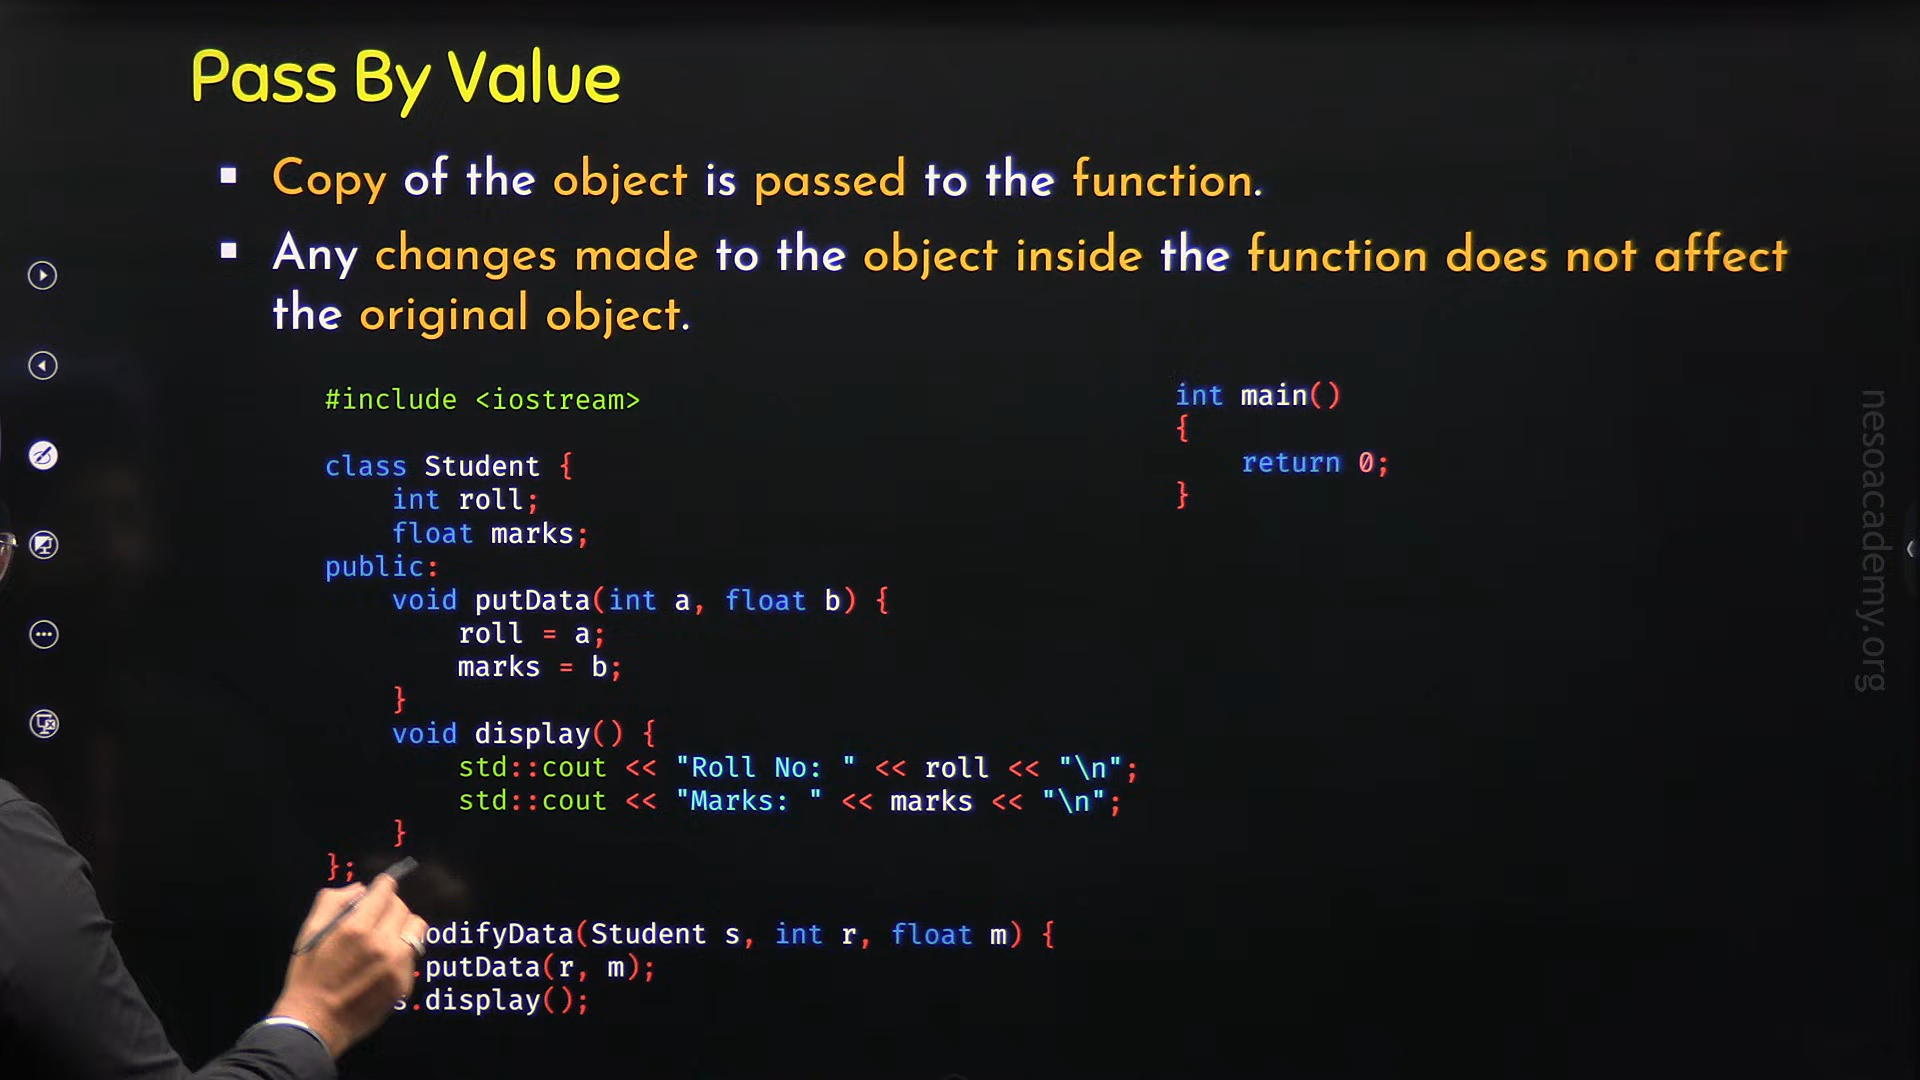 Pass By Value
▪ Copy of the object is passed to the function.
▪ Any changes made to the object inside the function does not affect
the original object.
#include <iostream>
class Student {
int roll;
float marks;
public:
void putData(int a, float b) {
roll = a;
marks = b;
}
void display() {
std::cout << "Roll No: " << roll << "\n";
std::cout << "Marks: " << marks << "\n";
}
};
odifyData(Student s, int r, float m) {
.putData(r, m);
s.display();
int main()
{
return 0;
}
nesoacademy.org